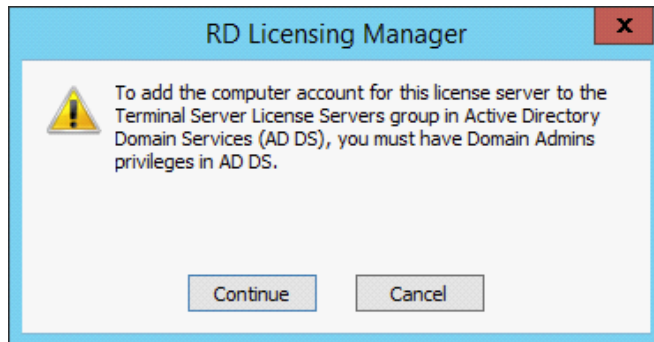 RD Licensing Manager
x
To add the computer account for this license server to the
Terminal Server License Servers group in Active Directory
Domain Services (AD DS), you must have Domain Admins
privileges in AD DS.
Continue
Cancel